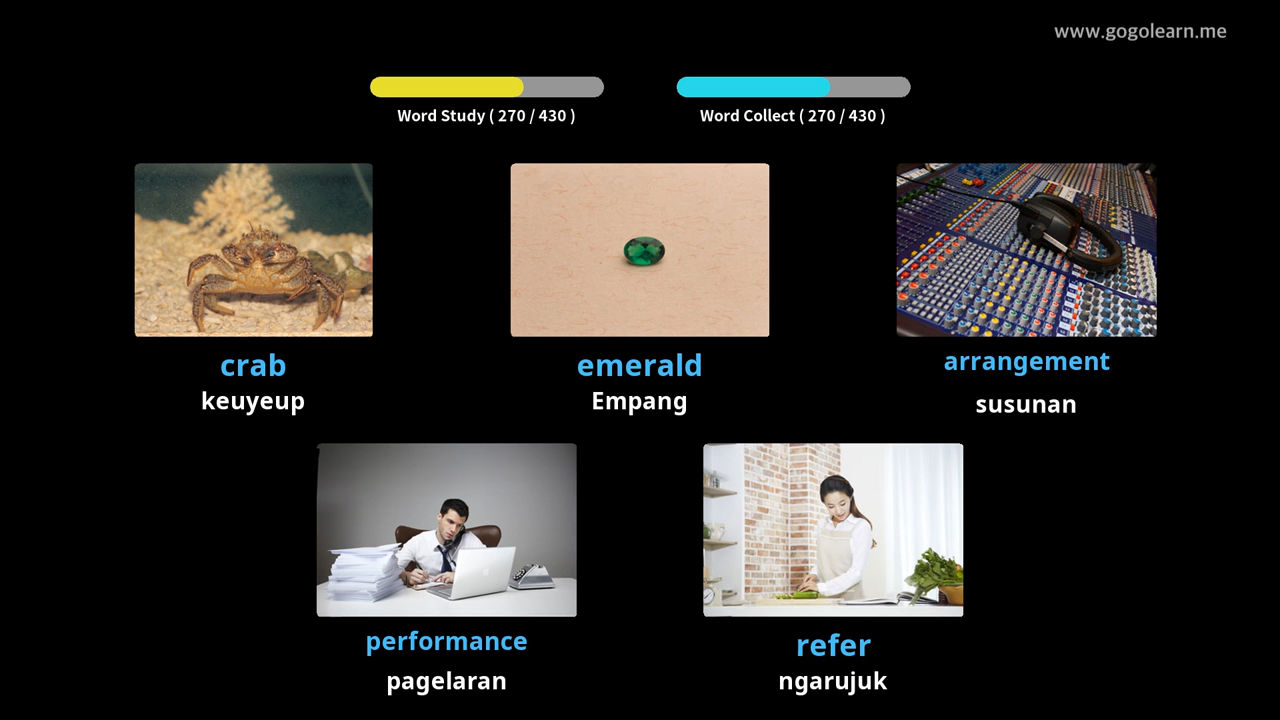 www.gogolearn.me
Word Study ( 270 / 430 )
Word Collect ( 270 / 430 )
crab
keuyeup
emerald
Empang
arrangement
susunan
performance
pagelaran
refer
ngarujuk